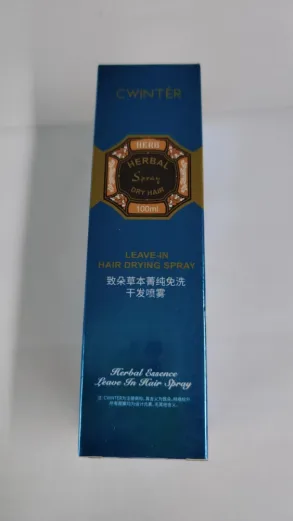 CWINTER
HERB
HERBAL
Spray
DRY HAIR
100ml
LEAVE-IN
HAIR DRYING SPRAY
致朵草本菁纯免洗
干发喷雾
Herbal Essence
Leave In Hair Spray